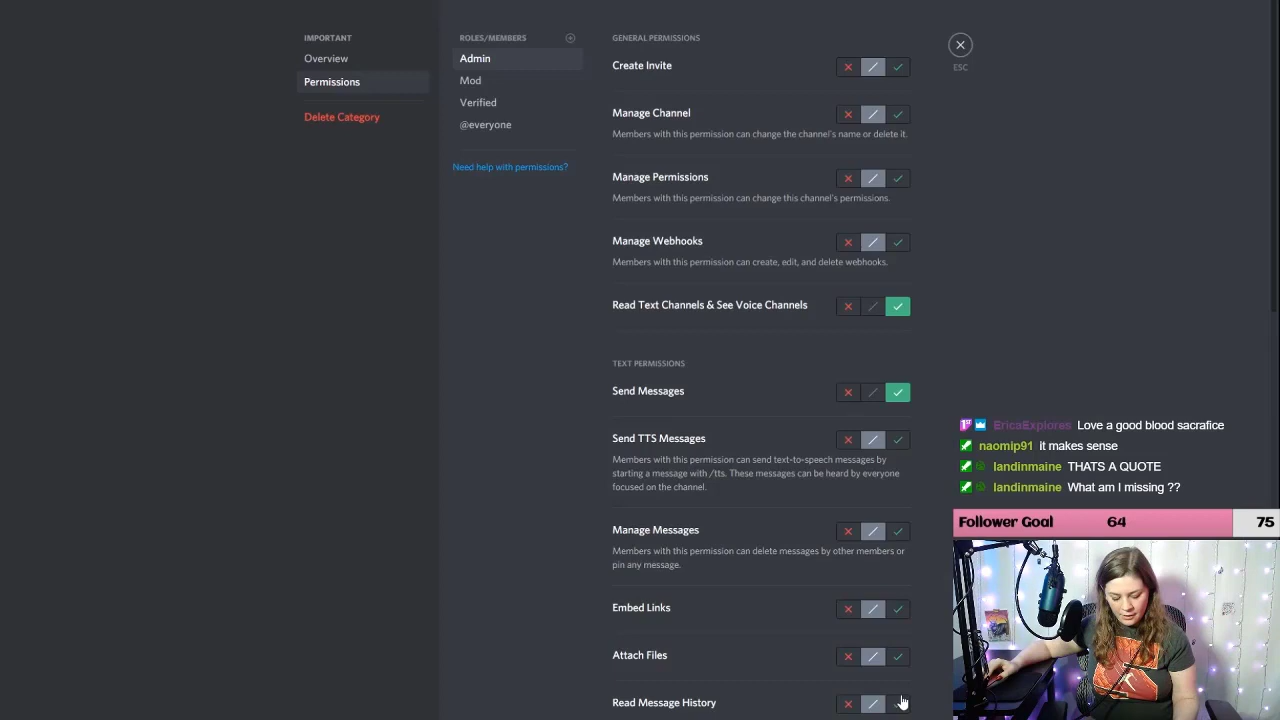 IMPORTANT
Overview
Permissions
Delete Category
ROLES/MEMBERS
Admin
Mod
Verified
@everyone
Need help with permissions?
GENERAL PERMISSIONS
Create Invite
Manage Channel
Members with this permission can change the channel's name or delete it.
Manage Permissions
Members with this permission can change this channel's permissions.
Manage Webhooks
Members with this permission can create, edit, and delete webhooks.
Read Text Channels & See Voice Channels
TEXT PERMISSIONS
Send Messages
Send TTS Messages
Members with this permission can send text-to-speech messages by
starting a message with /tts. These messages can be heard by everyone
focused on the channel.
Manage Messages
Members with this permission can delete messages by other members or
pin any message.
Embed Links
Attach Files
Read Message History
ESC
EricaExplores Love a good blood sacrafice
naomip91 it makes sense
landinmaine THATS A QUOTE
landinmaine What am I missing ??
Follower Goal 64 75